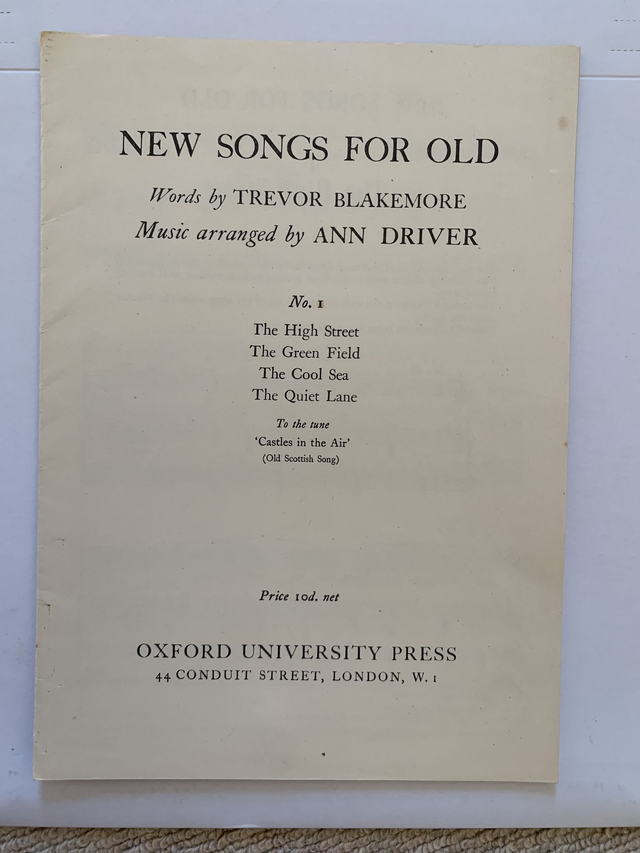 NEW SONGS FOR OLD
Words by TREVOR BLAKEMORE
Music arranged by ANN DRIVER
No. 1
The High Street
The Green Field
The Cool Sea
The Quiet Lane
To the tune
‘Castles in the Air’
(Old Scottish Song)
Price 10d. net
OXFORD UNIVERSITY PRESS
44 CONDUIT STREET, LONDON, W. 1